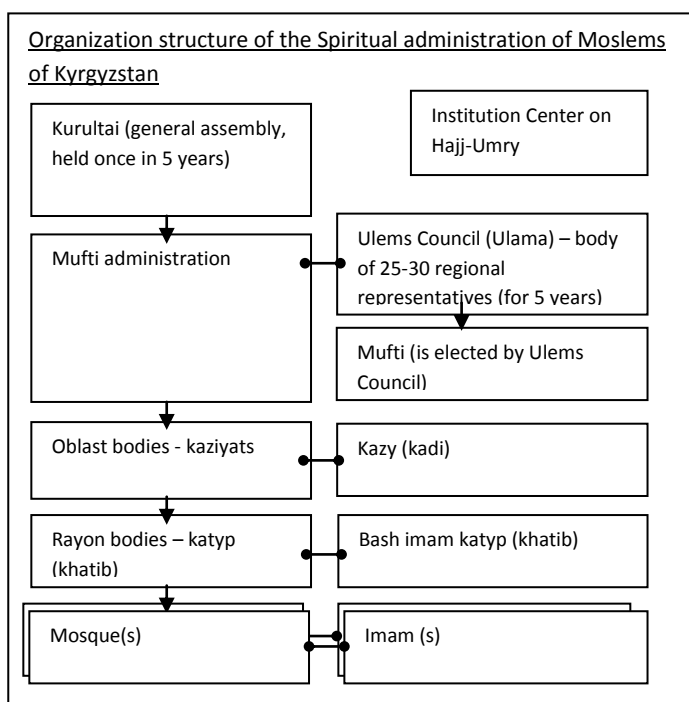 Organization structure of the Spiritual administration of Moslems
of Kyrgyzstan
Kurultai (general assembly,
held once in 5 years)
Institution Center on
Hajj-Umry
Mufti administration
Ulems Council (Ulama) – body
of 25-30 regional
representatives (for 5 years)
Mufti (is elected by Ulems
Council)
Oblast bodies - kaziyats
Kazy (kadi)
Rayon bodies – katyp
(khatib)
Bash imam katyp (khatib)
Mosque(s)
Imam (s)